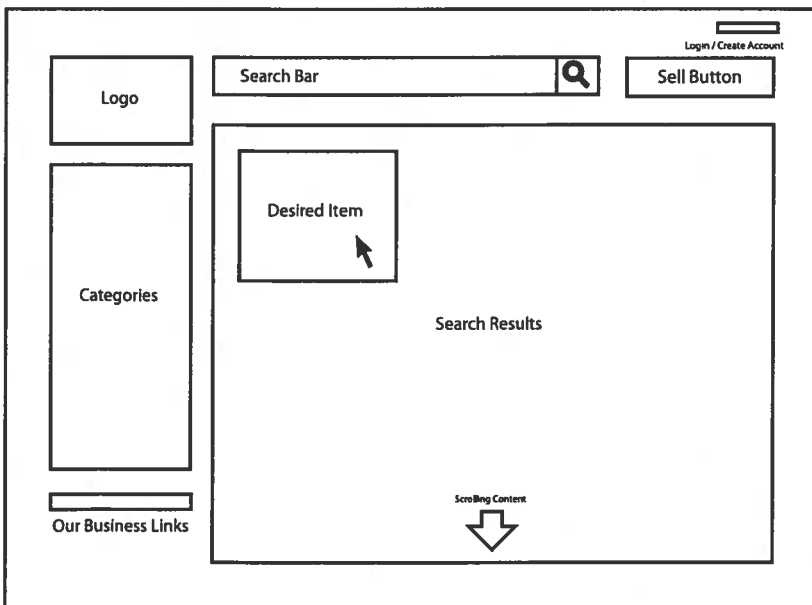 Login / Create Account
Search Bar
Sell Button
Logo
Desired Item
Categories
Search Results
Scrolling Content
Our Business Links